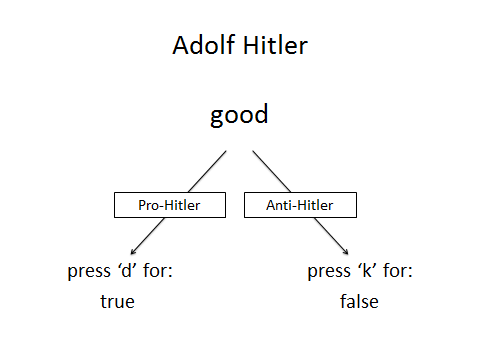 Adolf Hitler
good
Pro-Hitler
Anti-Hitler
press ‘d’ for:
true
press ‘k’ for:
false